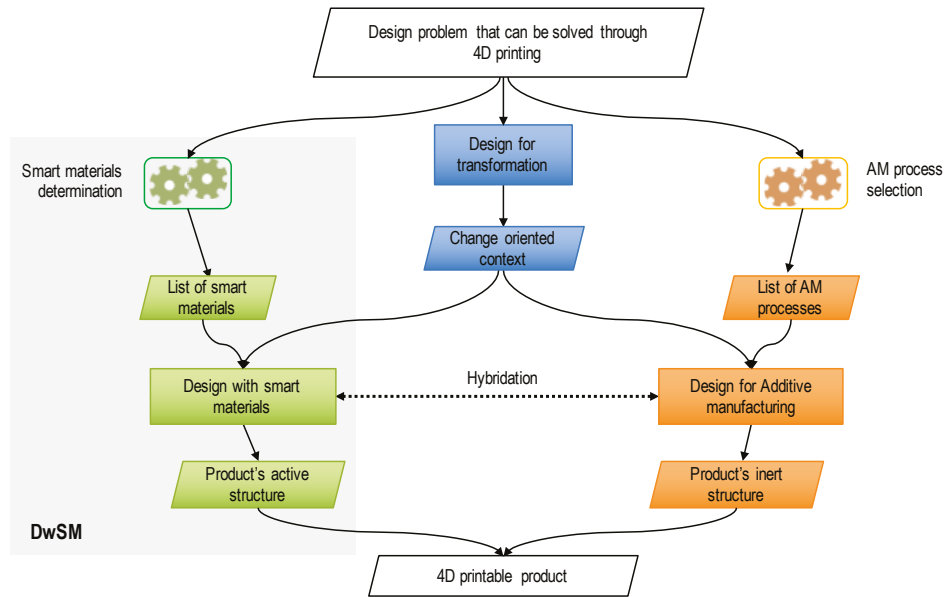 Design problem that can be solved through
4D printing
Smart materials
determination
Design for
transformation
AM process
selection
Change oriented
context
List of smart
materials
List of AM
processes
Design with smart
materials
Hybridation
Design for Additive
manufacturing
Product's active
structure
Product's inert
structure
DwSM
4D printable product